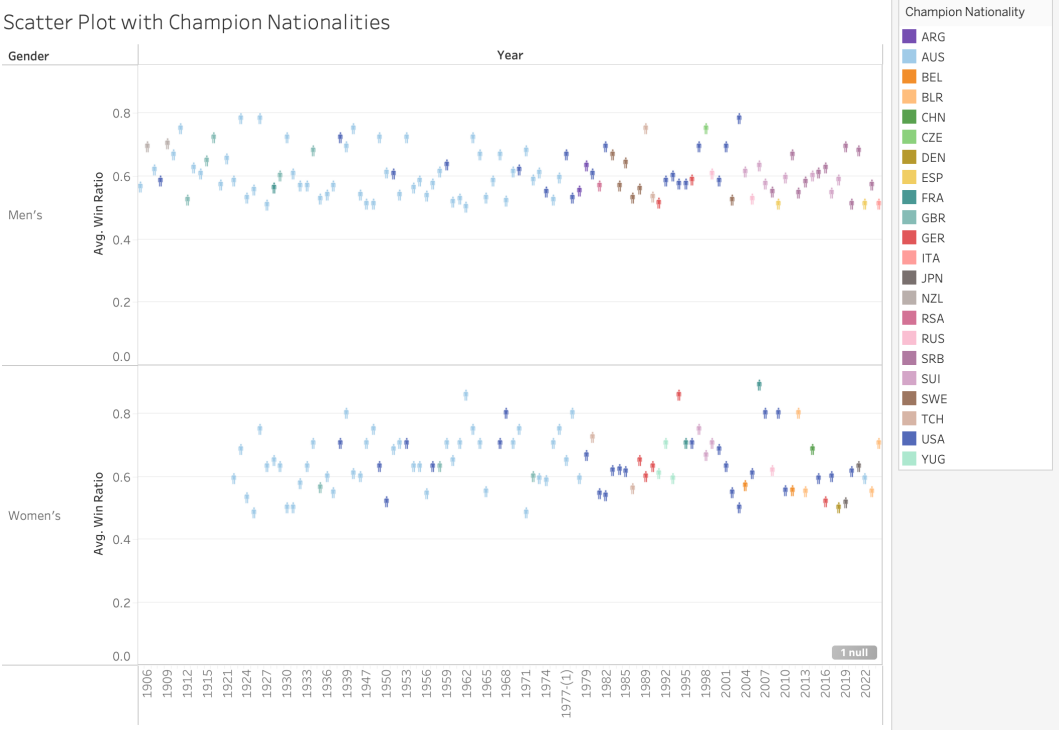 Scatter Plot with Champion Nationalities
Gender
Year
Men's
Avg. Win Ratio
0.8
0.6
0.4
0.2
0.0
Women's
Avg. Win Ratio
0.8
0.6
0.4
0.2
0.0
1 null
1906
1909
1912
1915
1921
1924
1927
1930
1933
1936
1939
1947
1950
1953
1956
1959
1962
1965
1968
1971
1974
1977-(1)
1979
1982
1985
1989
1992
1995
1998
2001
2004
2007
2010
2013
2016
2019
2022
Champion Nationality
ARG
AUS
BEL
BLR
CHN
CZE
DEN
ESP
FRA
GBR
GER
ITA
JPN
NZL
RSA
RUS
SRB
SUI
SWE
TCH
USA
YUG